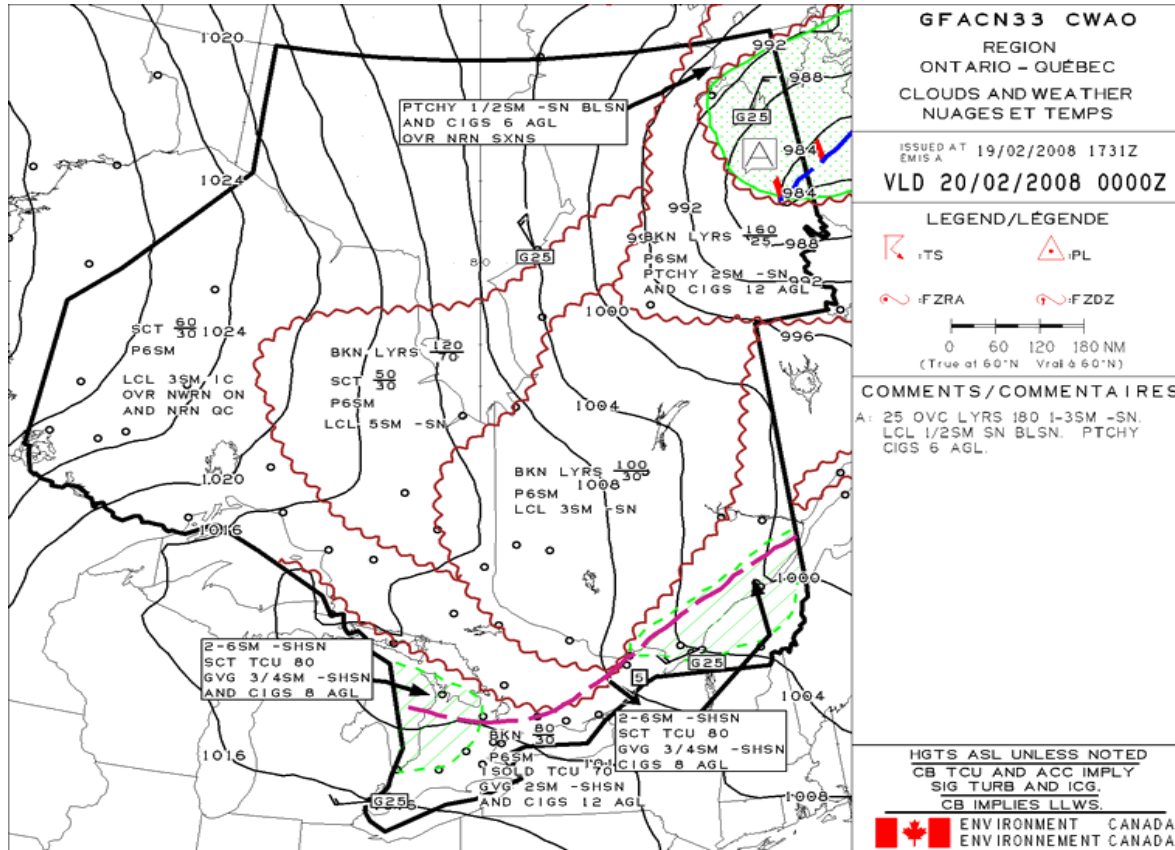 GFACN33 CWAO
REGION
ONTARIO – QUÉBEC
CLOUDS AND WEATHER
NUAGES ET TEMPS
ISSUED AT
ÉMIS A
19/02/2008 1731Z
VLD 20/02/2008 0000Z
LEGEND/LÉGENDE
:TS
:PL
:FZRA
:FZDZ
0 60 120 180 NM
(True at 60°N Vrai à 60°N)
COMMENTS/COMMENTAIRES
A: 25 OVC LYRS 180 1-3SM -SN.
LCL 1/2SM SN BLSN. PTCHY
CIGS 6 AGL.
HGTS ASL UNLESS NOTED
CB TCU AND ACC IMPLY
SIG TURB AND ICG.
CB IMPLIES LLWS.
ENVIRONMENT CANADA
ENVIRONNEMENT CANADA
1020
1020
992
988
PTCHY 1/2SM -SN BLSN
AND CIGS 6 AGL
OVR NRN SXNS
G25
A
984
984
1024
992
BKN LYRS 160/25
988
P6SM
PTCHY 2SM -SN
AND CIGS 12 AGL
992
G25
80
1000
996
SCT 60/30
1024
P6SM
LCL 3SM IC
OVR NWRN ON
AND NRN QC
BKN LYRS 120/70
SCT 50/30
P6SM
LCL 5SM -SN
1004
BKN LYRS 100/30
P6SM
1008
LCL 3SM -SN
1020
1016
1000
2-6SM -SHSN
SCT TCU 80
GVG 3/4SM -SHSN
AND CIGS 8 AGL
G25
5
1004
2-6SM -SHSN
SCT TCU 80
GVG 3/4SM -SHSN
CIGS 8 AGL
BKN 80/30
P6SM
ISOLD TCU 70
GVG 2SM -SHSN
AND CIGS 12 AGL
1016
G25
1008